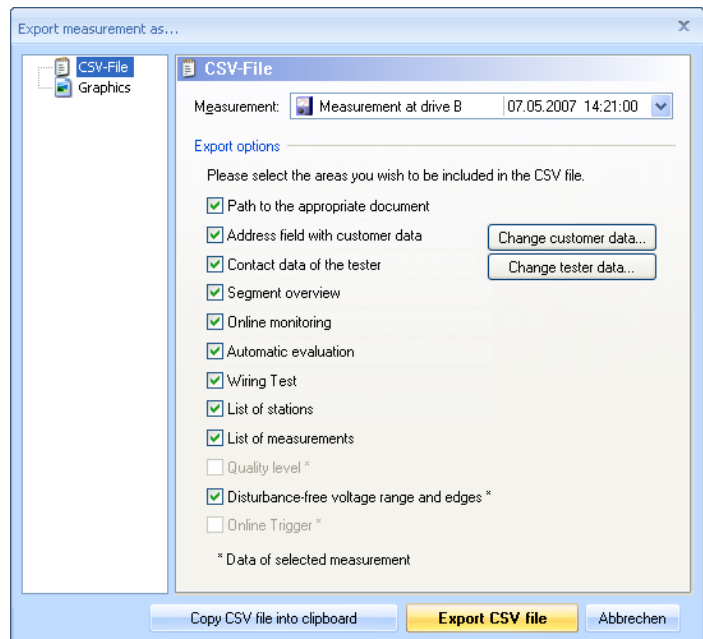 Export measurement as...
CSV-File
Graphics
CSV-File
Measurement: Measurement at drive B 07.05.2007 14:21:00
Export options
Please select the areas you wish to be included in the CSV file.
Path to the appropriate document
Address field with customer data Change customer data...
Contact data of the tester Change tester data...
Segment overview
Online monitoring
Automatic evaluation
Wiring Test
List of stations
List of measurements
Quality level *
Disturbance-free voltage range and edges *
Online Trigger *
* Data of selected measurement
Copy CSV file into clipboard Export CSV file Abbrechen